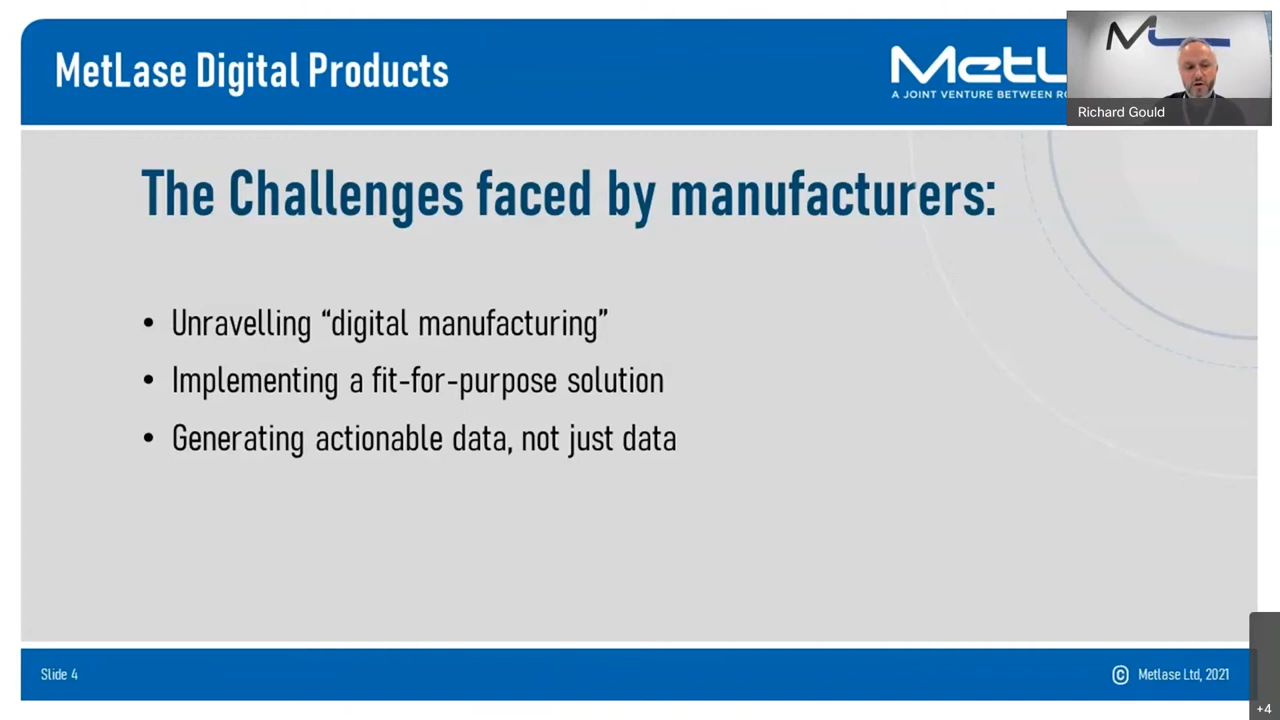 MetLase Digital Products
MetL
A JOINT VENTURE BETWEEN
Richard Gould
The Challenges faced by manufacturers:
• Unravelling “digital manufacturing”
• Implementing a fit-for-purpose solution
• Generating actionable data, not just data
Slide 4
© Metlase Ltd, 2021
+4